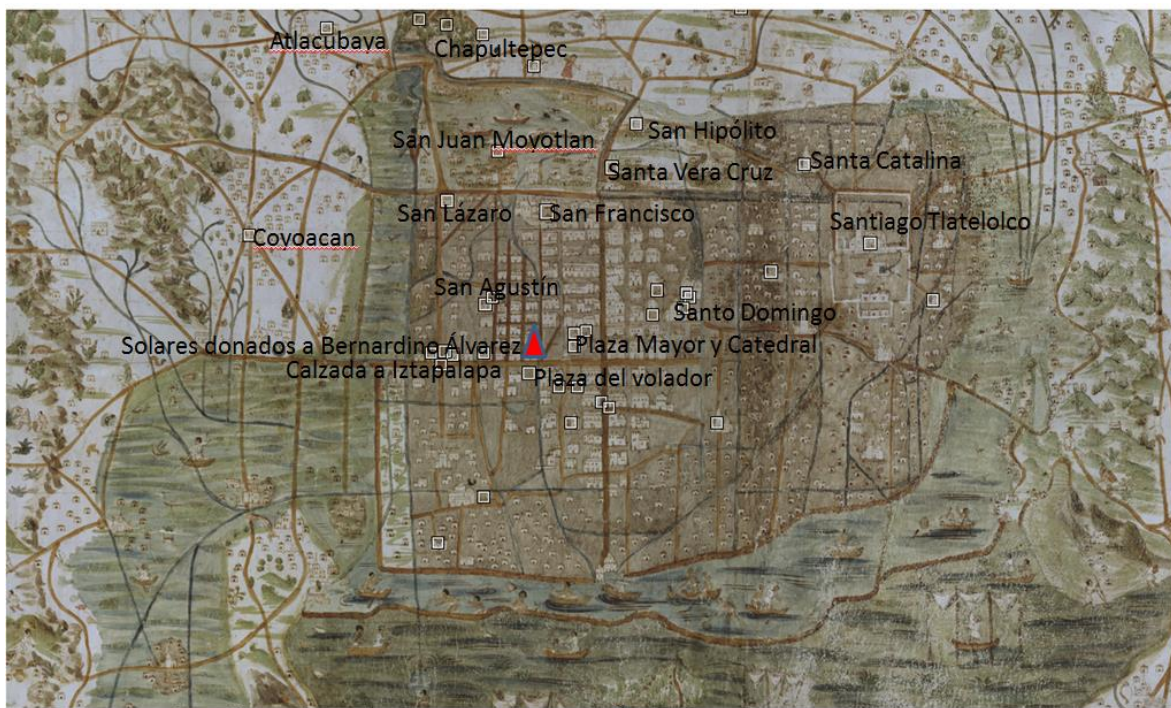 Atlacubaya
Chapultepec
San Juan Moyotlan
San Hipólito
Santa Vera Cruz
Santa Catalina
San Lázaro
San Francisco
Santiago Tlatelolco
Coyoacan
San Agustín
Santo Domingo
Solares donados a Bernardino Álvarez
Plaza Mayor y Catedral
Calzada a Iztapalapa
Plaza del volador